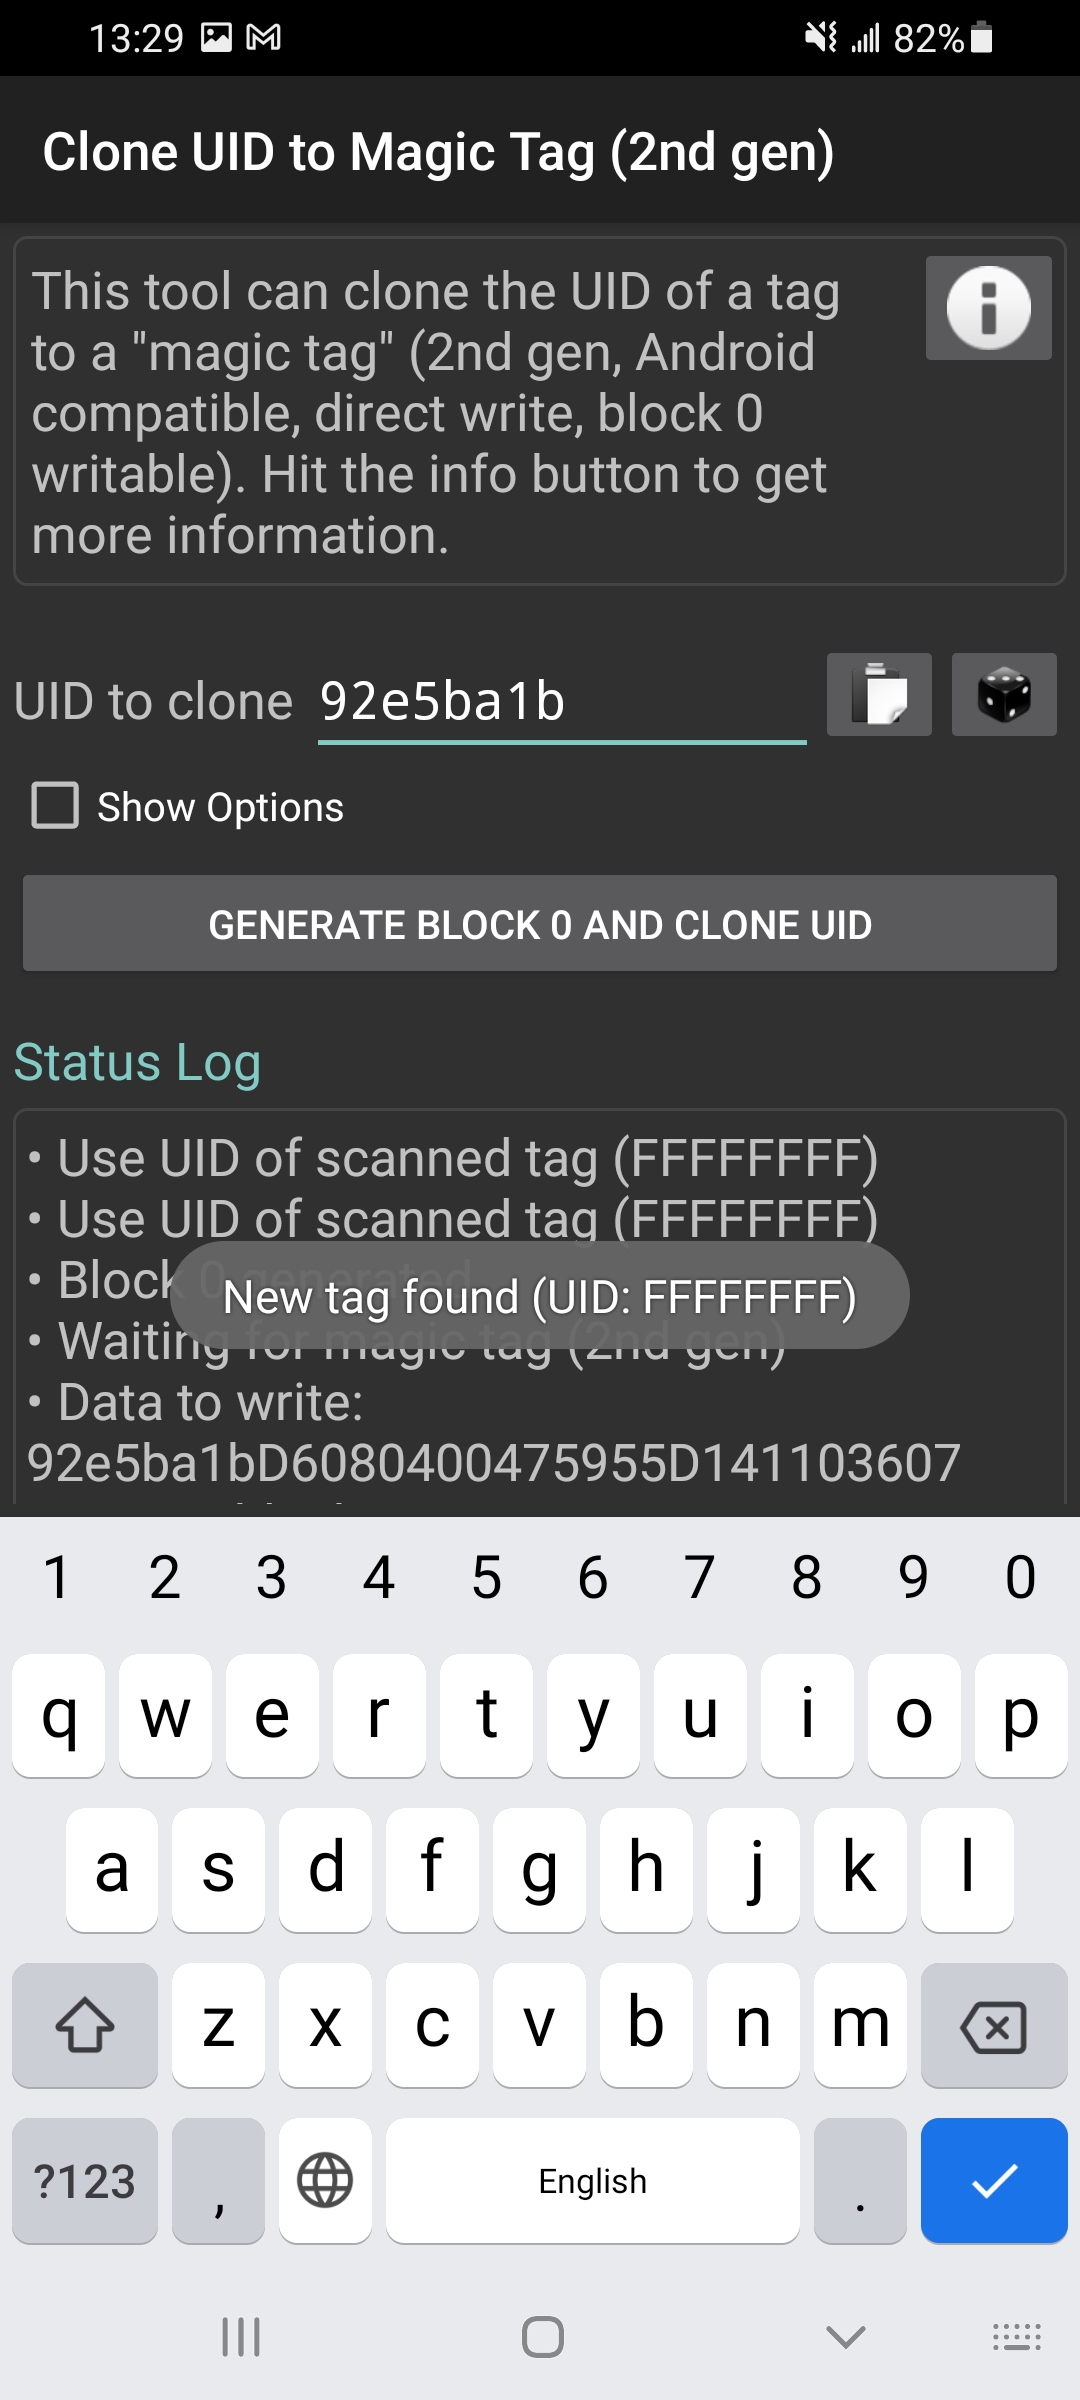 13:29 82%
Clone UID to Magic Tag (2nd gen)
This tool can clone the UID of a tag
to a "magic tag" (2nd gen, Android
compatible, direct write, block 0
writable). Hit the info button to get
more information.
UID to clone 92e5ba1b
Show Options
GENERATE BLOCK 0 AND CLONE UID
Status Log
• Use UID of scanned tag (FFFFFFFF)
• Use UID of scanned tag (FFFFFFFF)
• Block 0 generated
New tag found (UID: FFFFFFFF)
• Waiting for magic tag (2nd gen)
• Data to write:
92e5ba1bD6080400475955D141103607
1 2 3 4 5 6 7 8 9 0
q w e r t y u i o p
a s d f g h j k l
z x c v b n m
?123 , English .